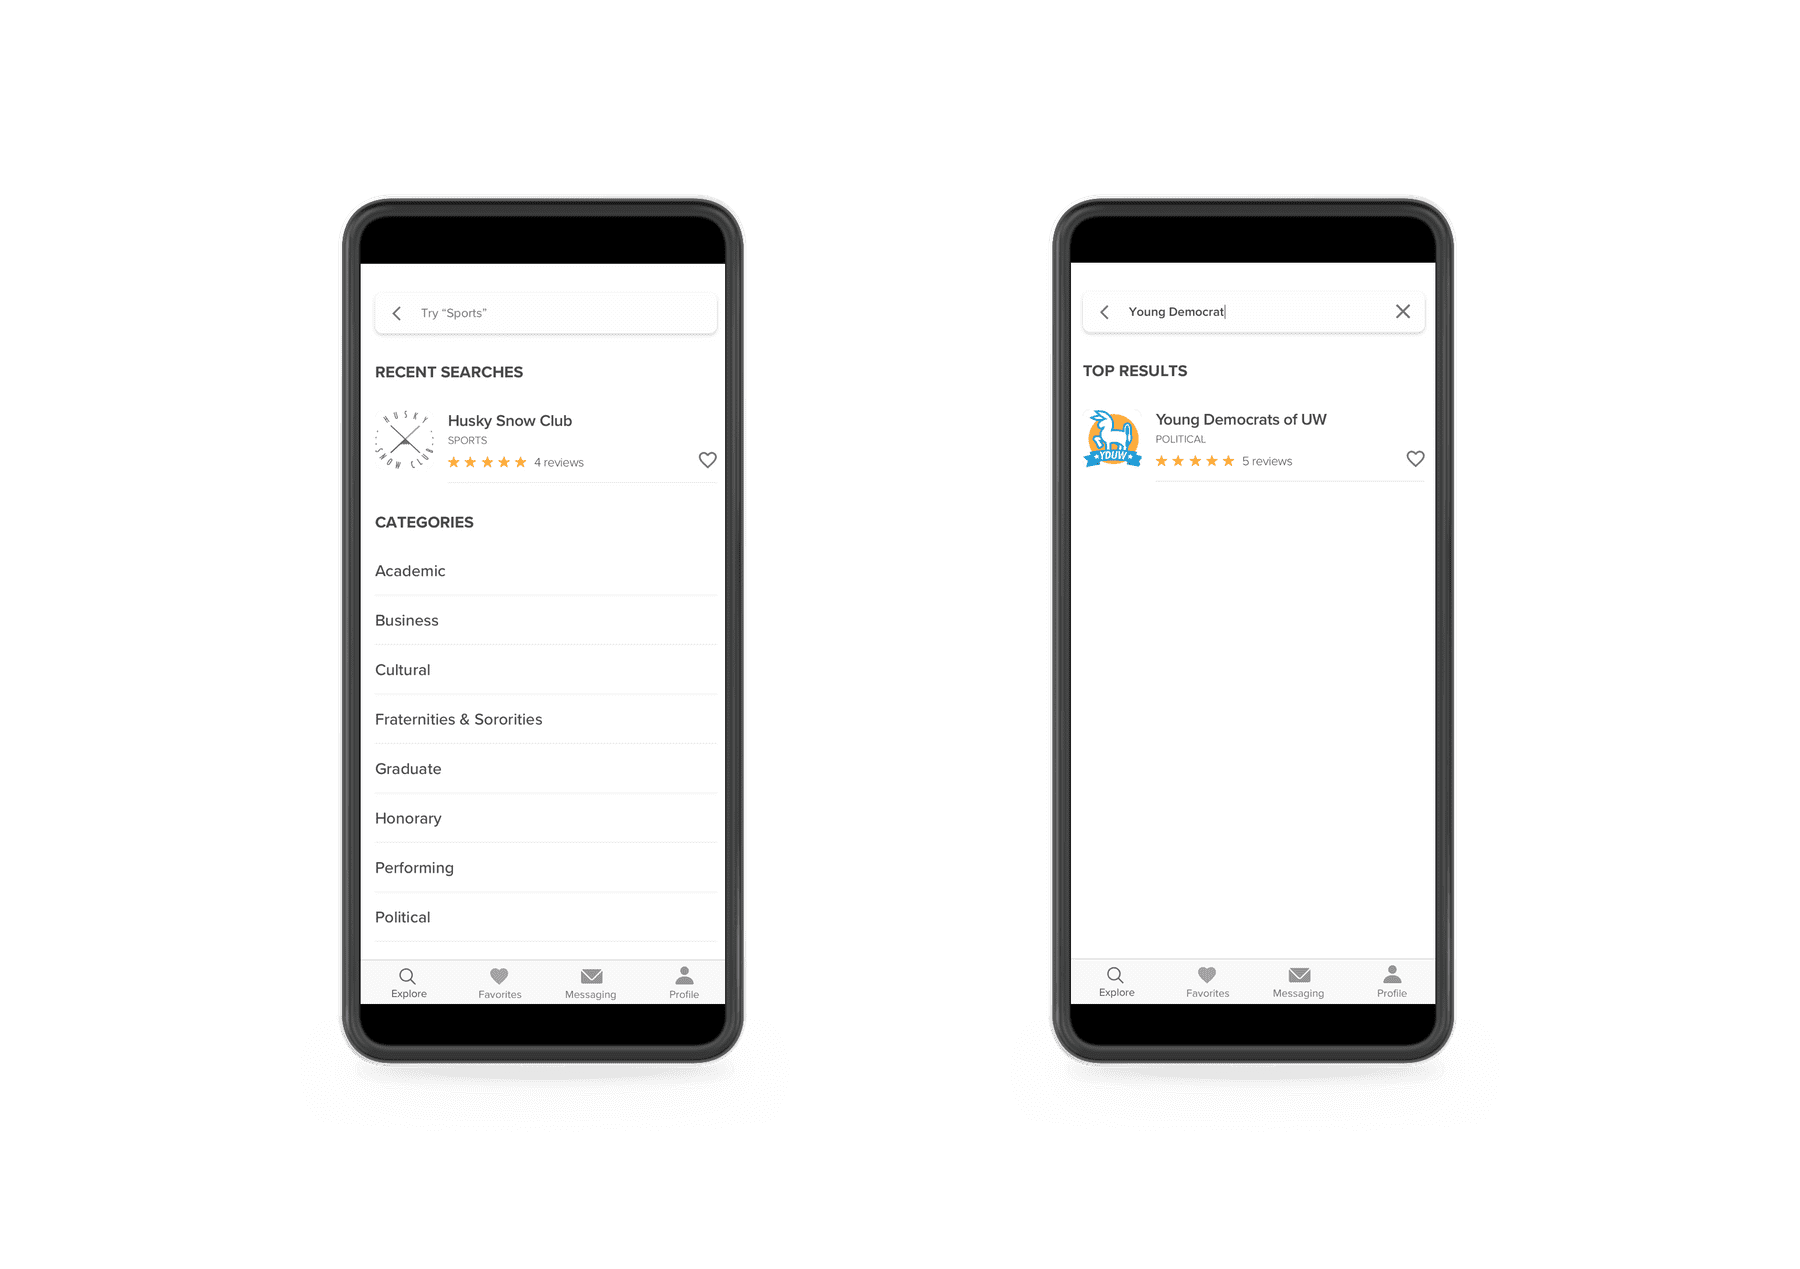 Try “Sports”
RECENT SEARCHES
HUSKY
SNOW CLUB
Husky Snow Club
SPORTS
4 reviews
CATEGORIES
Academic
Business
Cultural
Fraternities & Sororities
Graduate
Honorary
Performing
Political
Explore Favorites Messaging Profile
Young Democrat
TOP RESULTS
YDUW
Young Democrats of UW
POLITICAL
5 reviews
Explore Favorites Messaging Profile